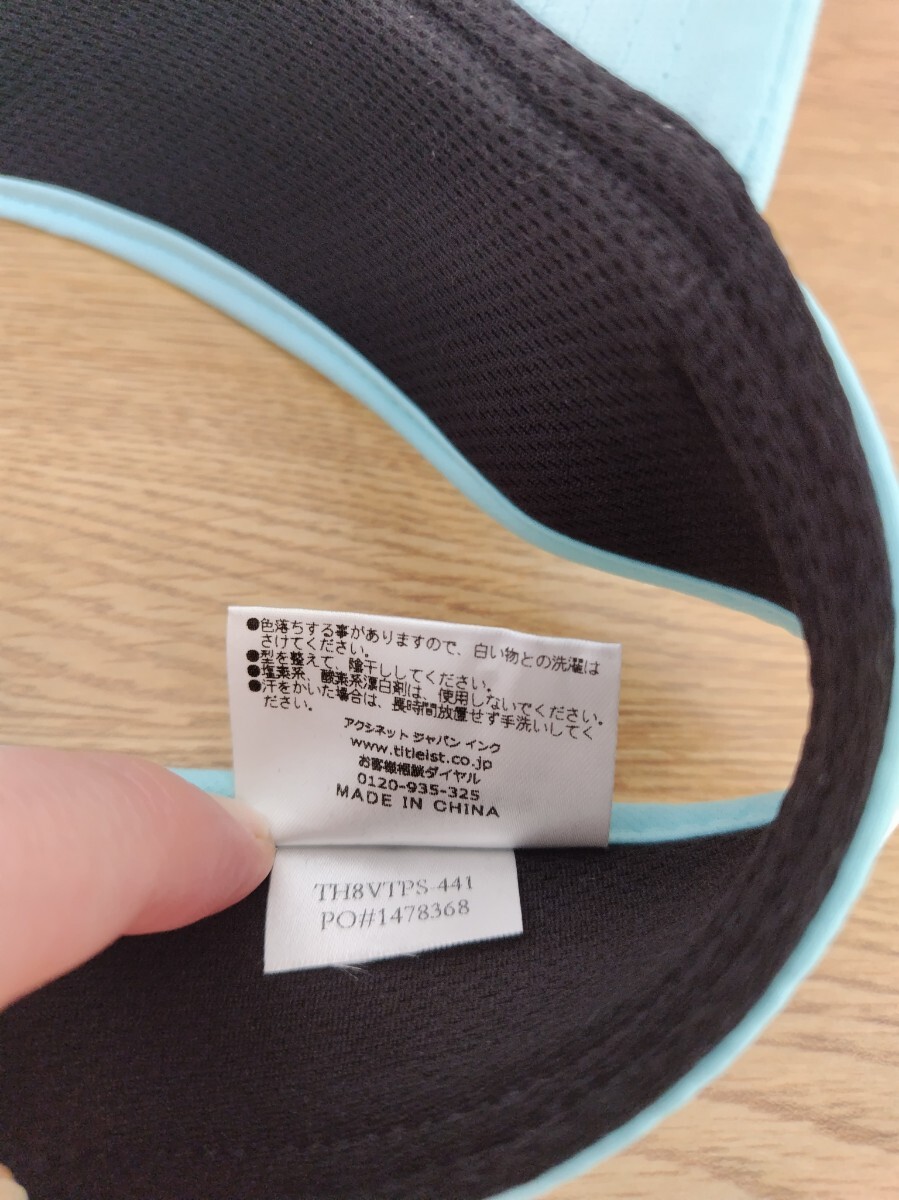 ●色落ちする事がありますので、白い物との洗濯は
さけてください。
●型を整えて、陰干ししてください。
●塩素系、酸素系漂白剤は、使用しないでください。
●汗をかいた場合は、長時間放置せず手洗いしてく
ださい。
アクシネット ジャパン インク
www.titleist.co.jp
お客様相談ダイヤル
0120-935-325
MADE IN CHINA
TH8VTPS-441
PO#1478368